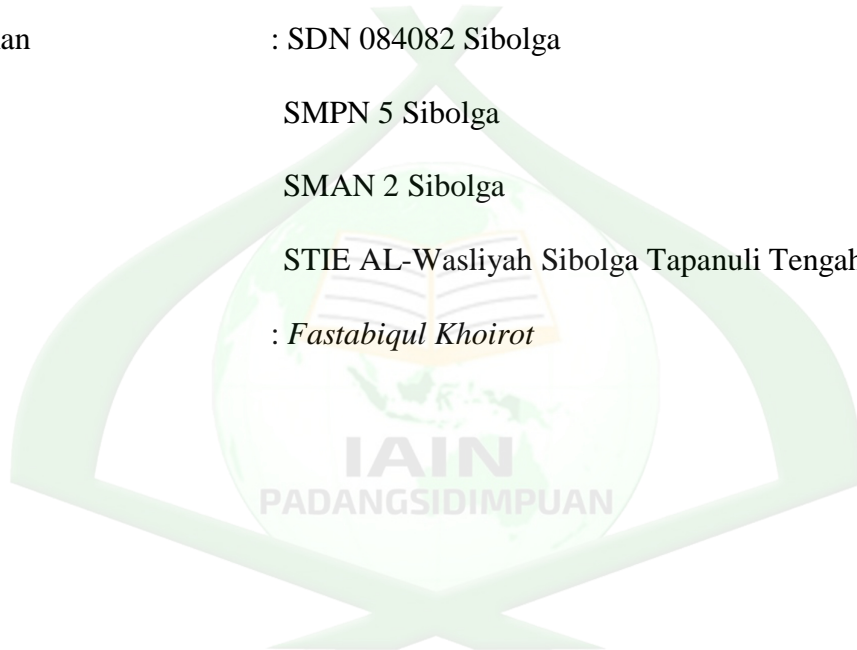 an : SDN 084082 Sibolga
SMPN 5 Sibolga
SMAN 2 Sibolga
STIE AL-Wasliyah Sibolga Tapanuli Tengah
: Fastabiqul Khoirot
IAIN
PADANGSIDIMPUAN